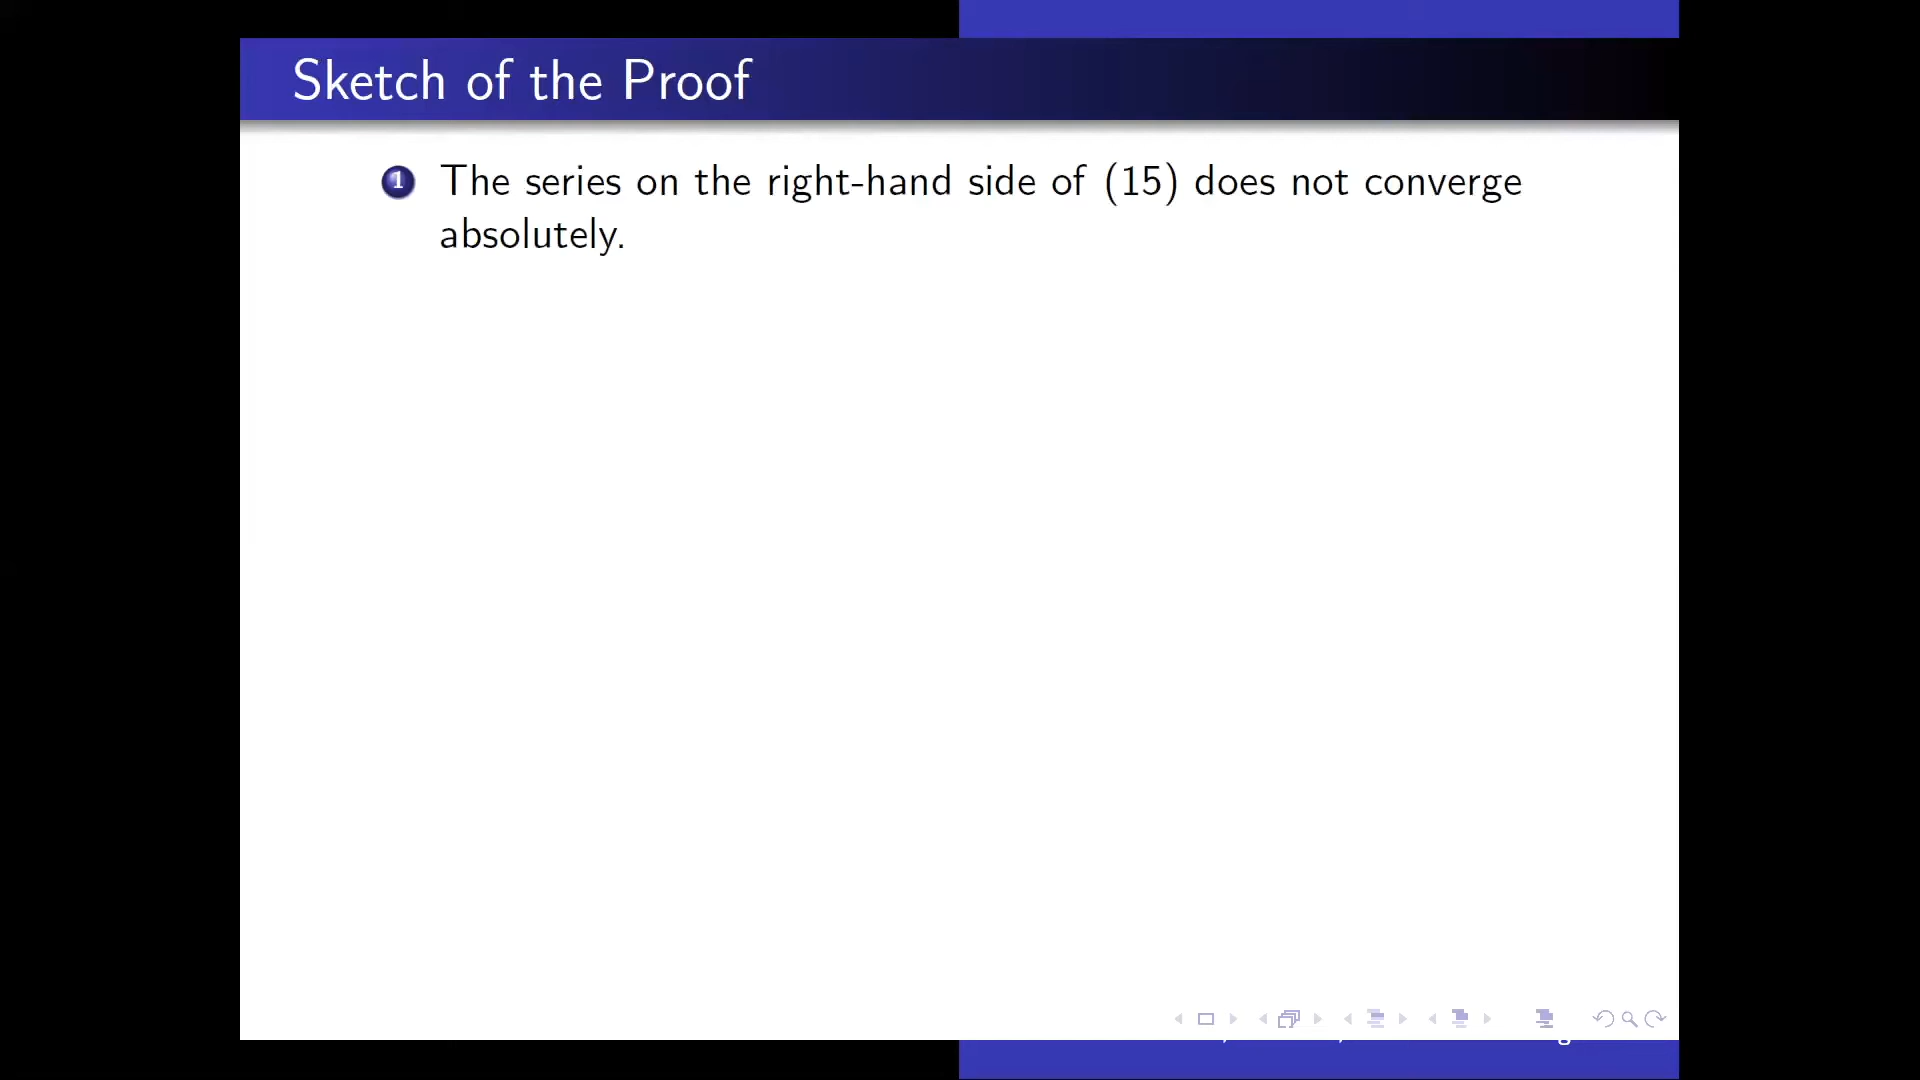 Sketch of the Proof
1 The series on the right-hand side of (15) does not converge
absolutely.